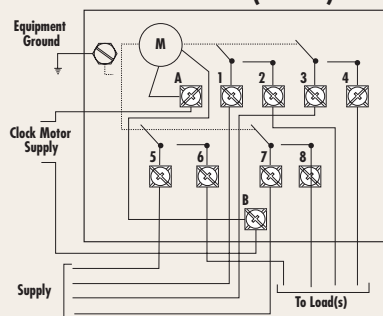 Equipment
Ground
M
A
1
2
3
4
Clock Motor
Supply
5
6
7
8
B
Supply
To Load(s)